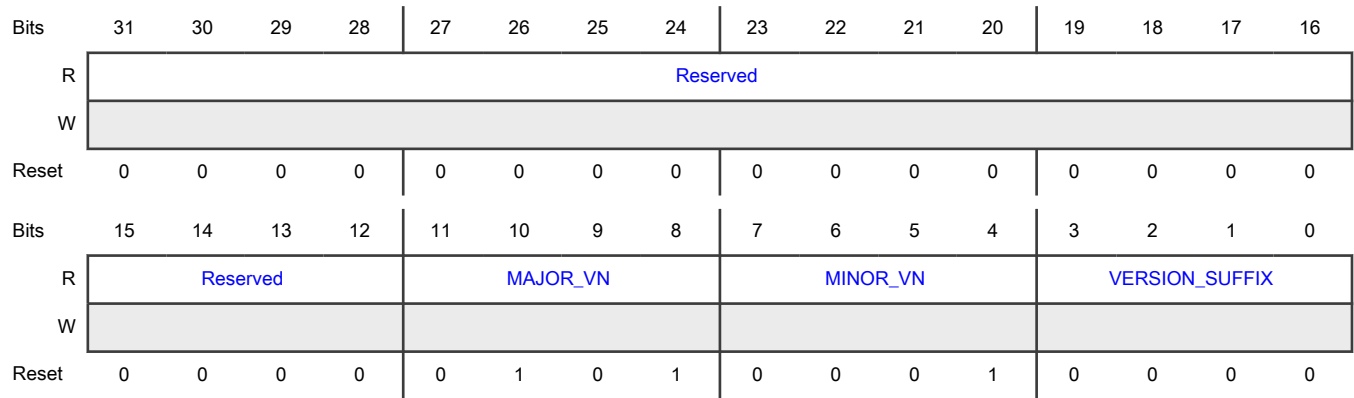 Bits 31 30 29 28 27 26 25 24 23 22 21 20 19 18 17 16
R Reserved
W
Reset 0 0 0 0 0 0 0 0 0 0 0 0 0 0 0 0
Bits 15 14 13 12 11 10 9 8 7 6 5 4 3 2 1 0
R Reserved MAJOR_VN MINOR_VN VERSION_SUFFIX
W
Reset 0 0 0 0 0 1 0 1 0 0 0 1 0 0 0 0